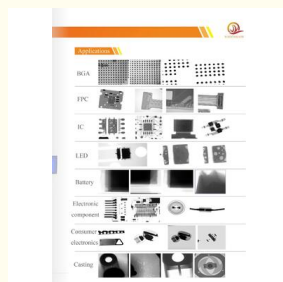 Applications
BGA
FPC
IC
LED
Battery
Electronic
component
Consumer
electronics
Casting